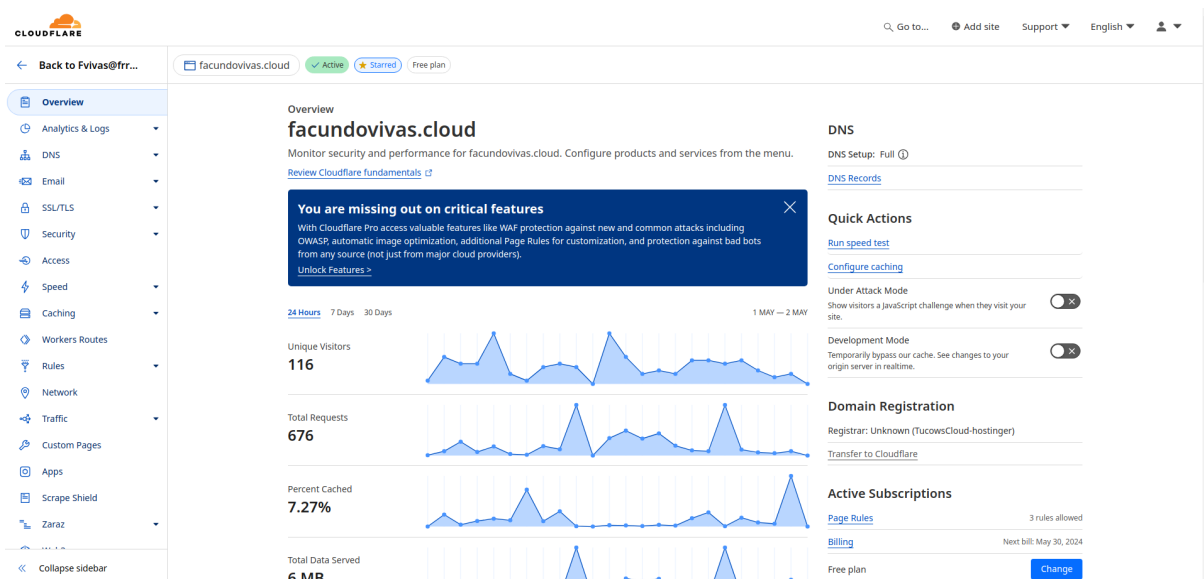 CLOUDFLARE
Go to...
Add site
Support
English
Back to Fvivas@frr...
facundovivas.cloud
Active
Starred
Free plan
Overview
Analytics & Logs
DNS
Email
SSL/TLS
Security
Access
Speed
Caching
Workers Routes
Rules
Network
Traffic
Custom Pages
Apps
Scrape Shield
Zaraz
Collapse sidebar
Overview
facundovivas.cloud
Monitor security and performance for facundovivas.cloud. Configure products and services from the menu.
Review Cloudflare fundamentals
You are missing out on critical features
With Cloudflare Pro access valuable features like WAF protection against new and common attacks including
OWASP, automatic image optimization, additional Page Rules for customization, and protection against bad bots
from any source (not just from major cloud providers).
Unlock Features >
24 Hours
7 Days
30 Days
1 MAY — 2 MAY
Unique Visitors
116
Total Requests
676
Percent Cached
7.27%
Total Data Served
6 MB
DNS
DNS Setup: Full
DNS Records
Quick Actions
Run speed test
Configure caching
Under Attack Mode
Show visitors a JavaScript challenge when they visit your
site.
Development Mode
Temporarily bypass our cache. See changes to your
origin server in realtime.
Domain Registration
Registrar: Unknown (TucowsCloud-hostinger)
Transfer to Cloudflare
Active Subscriptions
Page Rules
3 rules allowed
Billing
Next bill: May 30, 2024
Free plan
Change